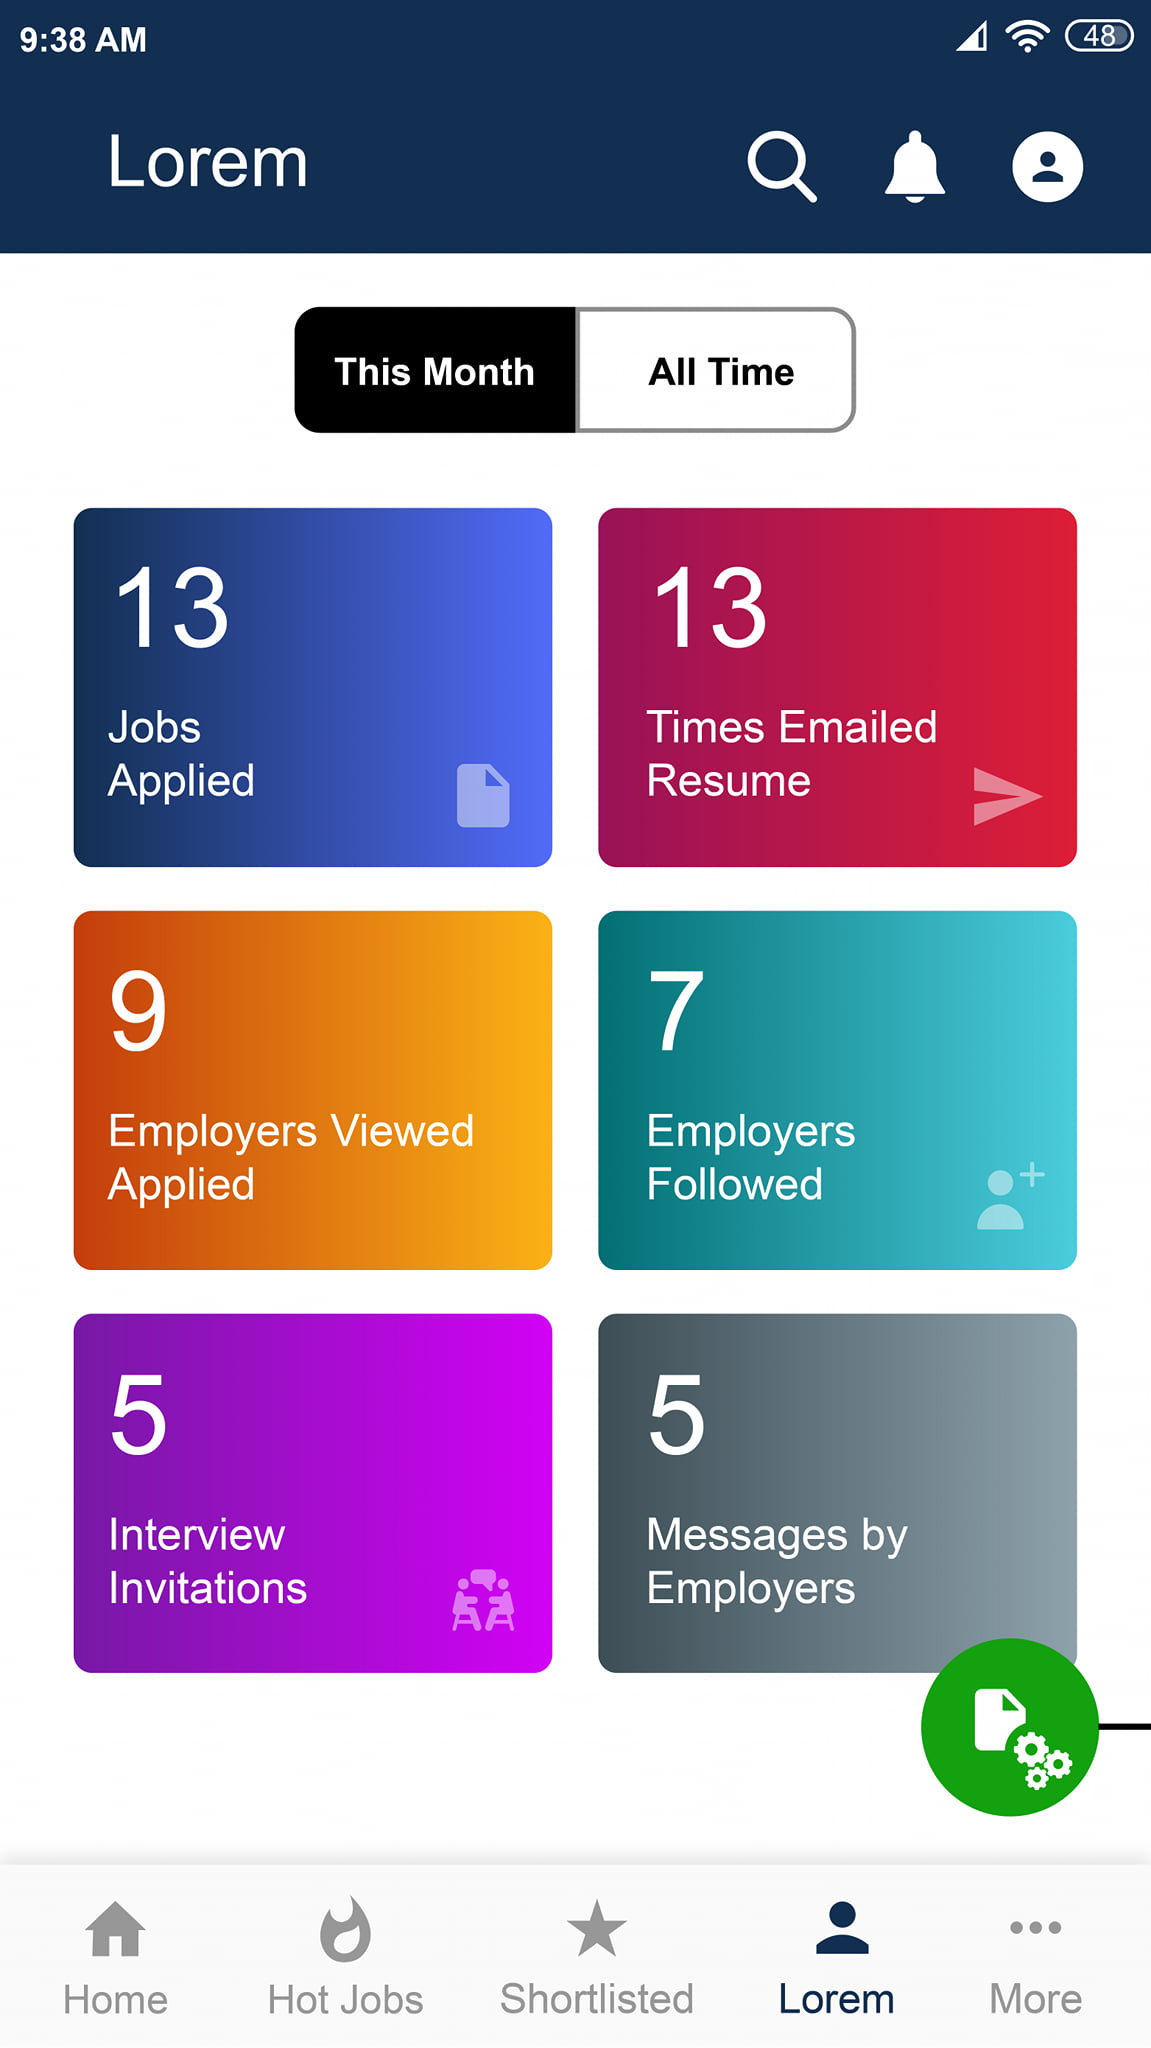 9:38 AM
48
Lorem
This Month
All Time
13
Jobs
Applied
13
Times Emailed
Resume
9
Employers Viewed
Applied
7
Employers
Followed
5
Interview
Invitations
5
Messages by
Employers
Home
Hot Jobs
Shortlisted
Lorem
More